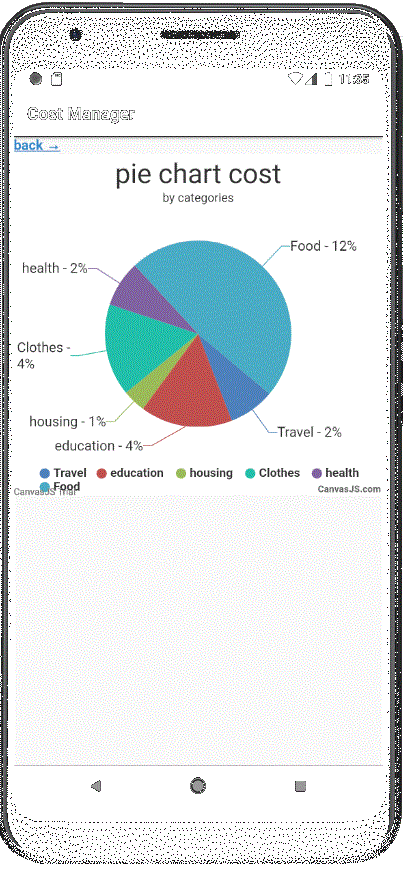 11:35
Cost Manager
back →
pie chart cost
by categories
Food - 12%
health - 2%
Clothes -
4%
housing - 1%
Travel - 2%
education - 4%
Travel education housing Clothes health
Food
CanvasJS Trial
CanvasJS.com